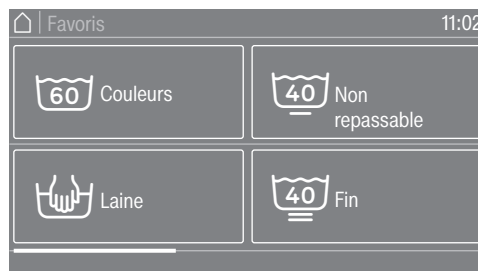 Favoris
11:02
60 Couleurs
40 Non
repassable
Laine
40 Fin